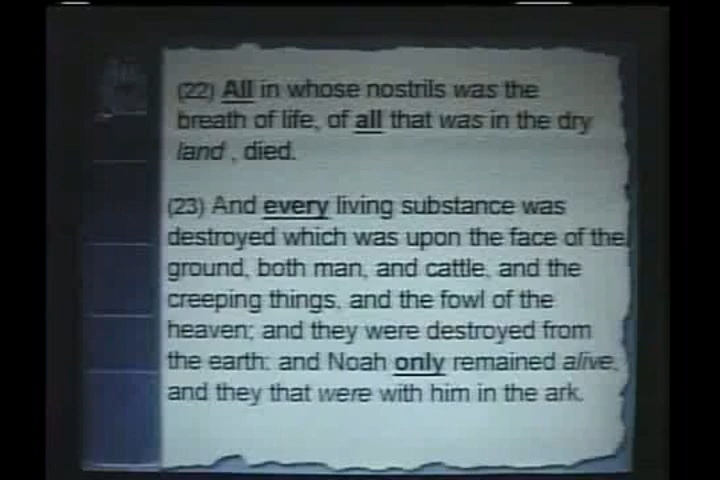 (22) All in whose nostrils was the
breath of life, of all that was in the dry
land , died.
(23) And every living substance was
destroyed which was upon the face of the
ground, both man, and cattle, and the
creeping things, and the fowl of the
heaven; and they were destroyed from
the earth: and Noah only remained alive,
and they that were with him in the ark.